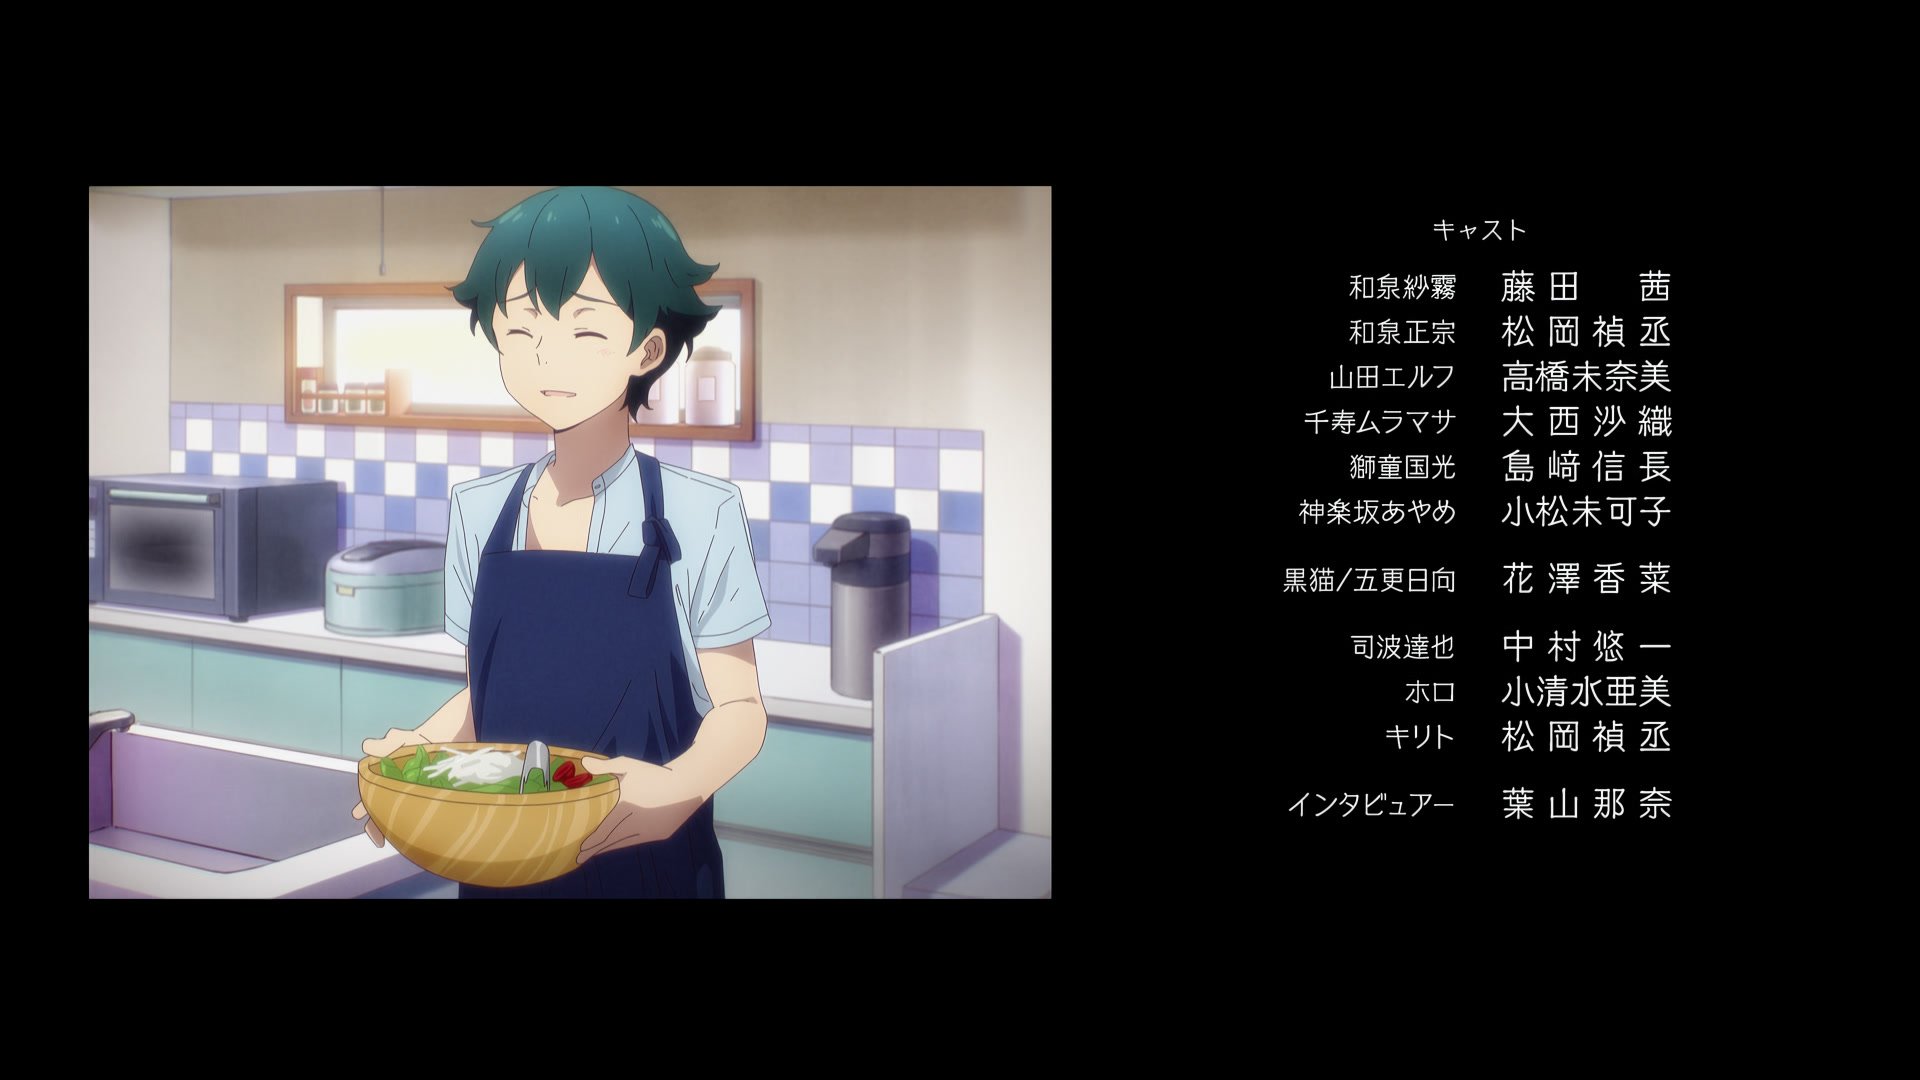 キャスト
和泉紗霧 藤田 茜
和泉正宗 松岡禎丞
山田エルフ 高橋未奈美
千寿ムラマサ 大西沙織
獅童国光 島﨑信長
神楽坂あやめ 小松未可子
黒猫/五更日向 花澤香菜
司波達也 中村悠一
ホロ 小清水亜美
キリト 松岡禎丞
インタビュアー 葉山那奈